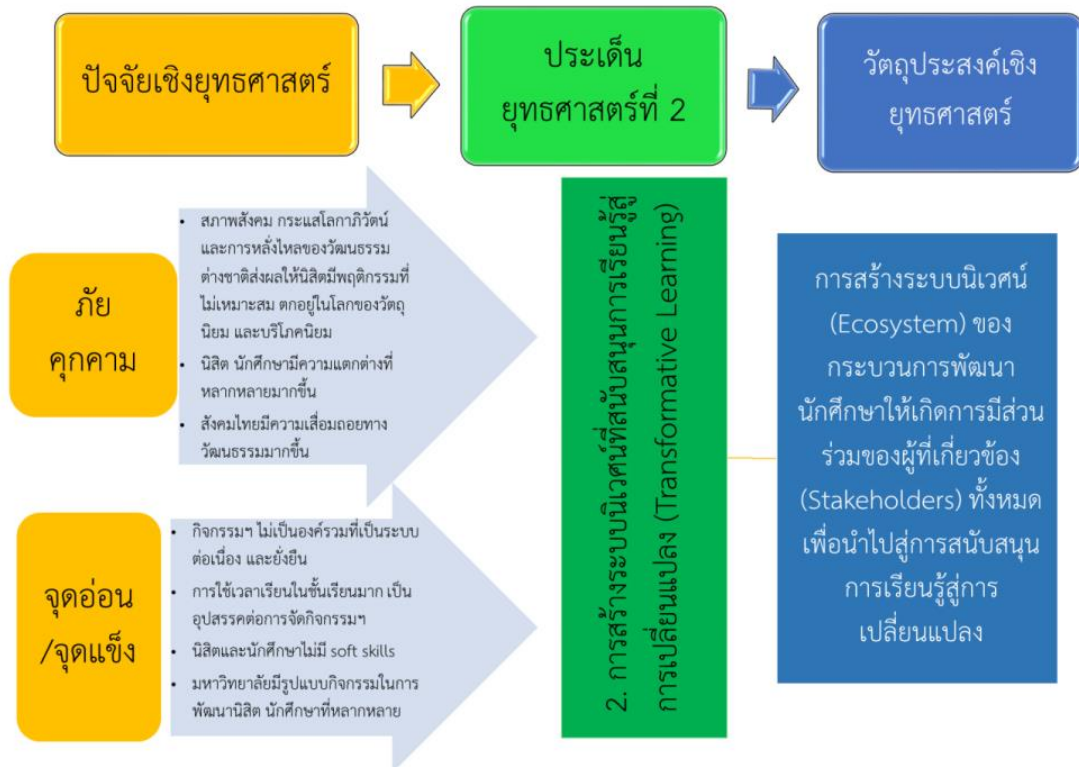 ปัจจัยเชิงยุทธศาสตร์
ประเด็น
ยุทธศาสตร์ที่ 2
วัตถุประสงค์เชิง
ยุทธศาสตร์
ภัย
คุกคาม
• สภาพสังคม กระแสโลกาภิวัตน์
และการหลั่งไหลของวัฒนธรรม
ต่างชาติส่งผลให้นิสิตมีพฤติกรรมที่
ไม่เหมาะสม ตกอยู่ในโลกของวัตถุ
นิยม และบริโภคนิยม
• นิสิต นักศึกษามีความแตกต่างที่
หลากหลายมากขึ้น
• สังคมไทยมีความเสื่อมถอยทาง
วัฒนธรรมมากขึ้น
จุดอ่อน
/จุดแข็ง
• กิจกรรมฯ ไม่เป็นองค์รวมที่เป็นระบบ
ต่อเนื่อง และยั่งยืน
• การใช้เวลาเรียนในชั้นเรียนมาก เป็น
อุปสรรคต่อการจัดกิจกรรมฯ
• นิสิตและนักศึกษาไม่มี soft skills
• มหาวิทยาลัยมีรูปแบบกิจกรรมในการ
พัฒนานิสิต นักศึกษาที่หลากหลาย
2. การสร้างระบบนิเวศน์ที่สนับสนุนการเรียนรู้สู่
การเปลี่ยนแปลง (Transformative Learning)
การสร้างระบบนิเวศน์
(Ecosystem) ของ
กระบวนการพัฒนา
นักศึกษาให้เกิดการมีส่วน
ร่วมของผู้ที่เกี่ยวข้อง
(Stakeholders) ทั้งหมด
เพื่อนำไปสู่การสนับสนุน
การเรียนรู้สู่การ
เปลี่ยนแปลง